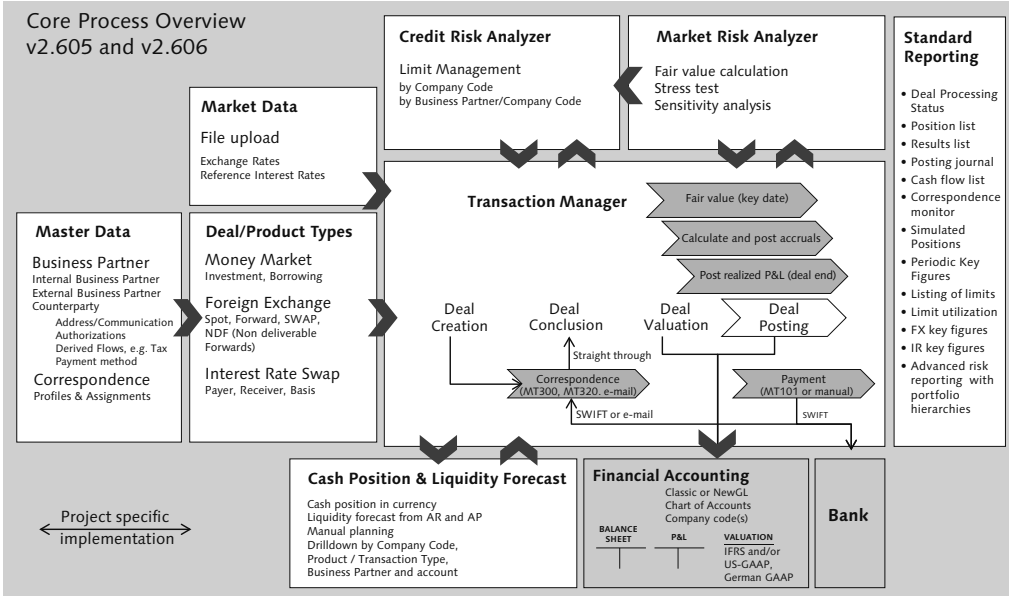 Core Process Overview
v2.605 and v2.606
Credit Risk Analyzer
Limit Management
by Company Code
by Business Partner/Company Code
Market Risk Analyzer
Fair value calculation
Stress test
Sensitivity analysis
Standard
Reporting
• Deal Processing
Status
• Position list
• Results list
• Posting journal
• Cash flow list
• Correspondence
monitor
• Simulated
Positions
• Periodic Key
Figures
• Listing of limits
• Limit utilization
• FX key figures
• IR key figures
• Advanced risk
reporting with
portfolio
hierarchies
Market Data
File upload
Exchange Rates
Reference Interest Rates
Master Data
Business Partner
Internal Business Partner
External Business Partner
Counterparty
Address/Communication
Authorizations
Derived Flows, e.g. Tax
Payment method
Correspondence
Profiles & Assignments
Deal/Product Types
Money Market
Investment, Borrowing
Foreign Exchange
Spot, Forward, SWAP,
NDF (Non deliverable
Forwards)
Interest Rate Swap
Payer, Receiver, Basis
Transaction Manager
Fair value (key date)
Calculate and post accruals
Post realized P&L (deal end)
Deal
Creation
Deal
Conclusion
Deal
Valuation
Deal
Posting
Straight through
Correspondence
(MT300, MT320. e-mail)
Payment
(MT101 or manual)
SWIFT or e-mail
SWIFT
Cash Position & Liquidity Forecast
Cash position in currency
Liquidity forecast from AR and AP
Manual planning
Drilldown by Company Code,
Product / Transaction Type,
Business Partner and account
Financial Accounting
Classic or NewGL
Chart of Accounts
Company code(s)
BALANCE
SHEET
P&L
VALUATION
IFRS and/or
US-GAAP,
German GAAP
Bank
Project specific
implementation